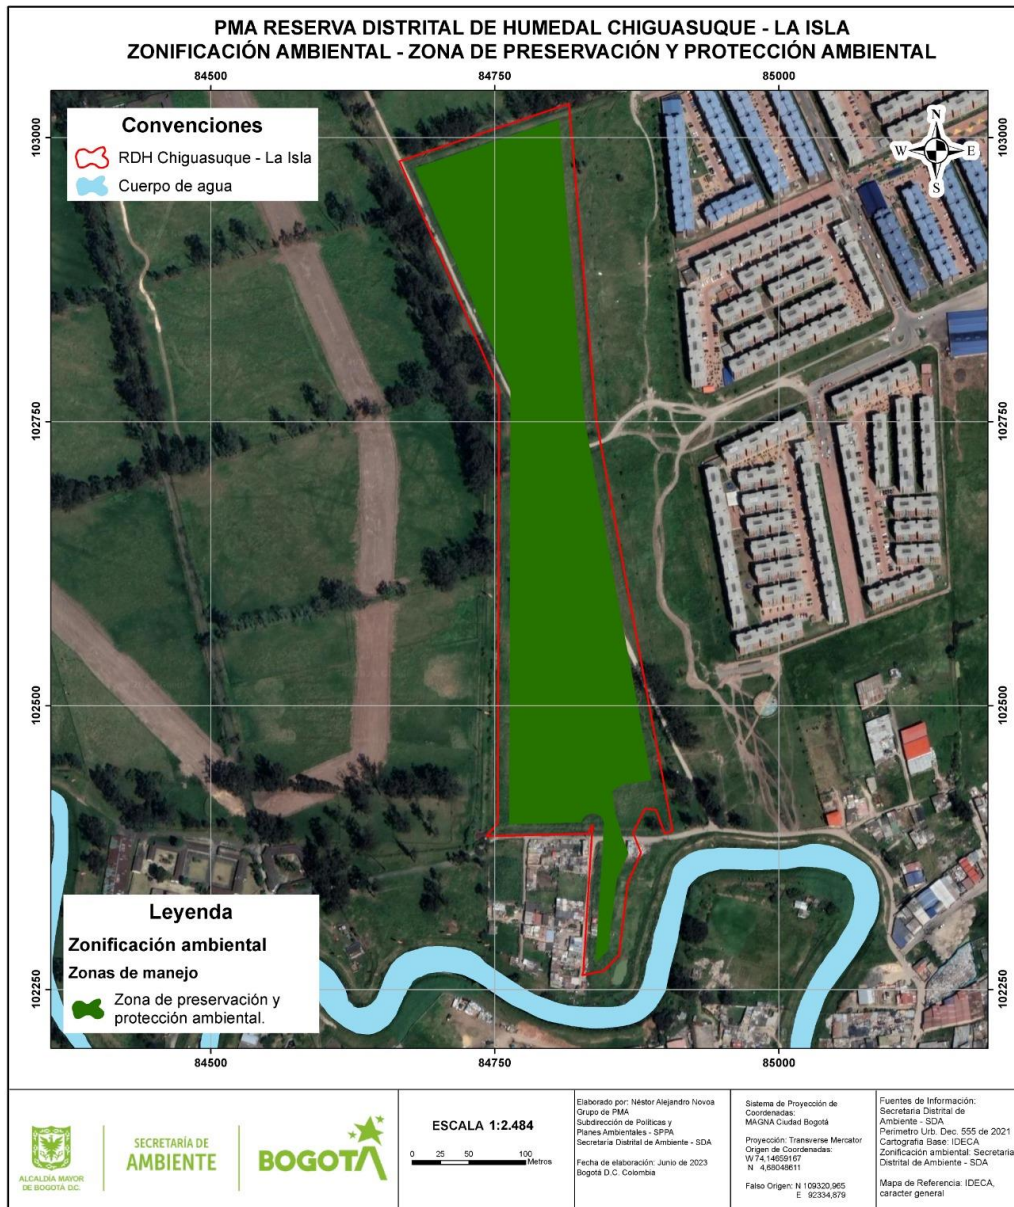 PMA RESERVA DISTRITAL DE HUMEDAL CHIGUASUQUE - LA ISLA
ZONIFICACIÓN AMBIENTAL - ZONA DE PRESERVACIÓN Y PROTECCIÓN AMBIENTAL
84500
84750
85000
Convenciones
RDH Chiguasuque - La Isla
Cuerpo de agua
N
W
E
S
103000
103000
102750
102750
102500
102500
102250
102250
Leyenda
Zonificación ambiental
Zonas de manejo
Zona de preservación y
protección ambiental.
84500
84750
85000
ALCALDÍA MAYOR
DE BOGOTÁ D.C.
SECRETARÍA DE
AMBIENTE
BOGOTÁ
ESCALA 1:2.484
0 25 50 100
Metros
Elaborado por: Néstor Alejandro Novoa
Grupo de PMA
Subdirección de Políticas y
Planes Ambientales - SPPA
Secretaría Distrital de Ambiente - SDA
Fecha de elaboración: Junio de 2023
Bogotá D.C. Colombia
Sistema de Proyección de
Coordenadas:
MAGNA Ciudad Bogotá
Proyección: Transverse Mercator
Origen de Coordenadas:
W 74,14659167
N 4,68048611
Falso Origen: N 109320,965
E 92334,879
Fuentes de Información:
Secretaria Distrital de
Ambiente - SDA
Perimetro Urb. Dec. 555 de 2021
Cartografia Base: IDECA
Zonificación ambiental: Secretaria
Distrital de Ambiente - SDA
Mapa de Referencia: IDECA,
caracter general